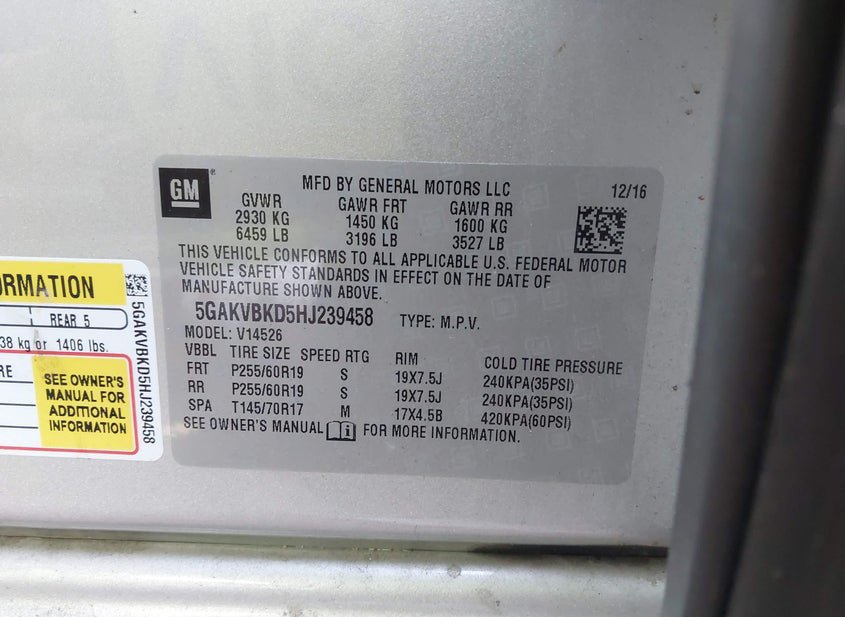 GM
MFD BY GENERAL MOTORS LLC 12/16
GVWR GAWR FRT GAWR RR
2930 KG 1450 KG 1600 KG
6459 LB 3196 LB 3527 LB
THIS VEHICLE CONFORMS TO ALL APPLICABLE U.S. FEDERAL MOTOR
VEHICLE SAFETY STANDARDS IN EFFECT ON THE DATE OF
MANUFACTURE SHOWN ABOVE.
5GAKVBKD5HJ239458 TYPE: M.P.V.
MODEL: V14526
VBBL TIRE SIZE SPEED RTG RIM COLD TIRE PRESSURE
FRT P255/60R19 S 19X7.5J 240KPA(35PSI)
RR P255/60R19 S 19X7.5J 240KPA(35PSI)
SPA T145/70R17 M 17X4.5B 420KPA(60PSI)
SEE OWNER'S MANUAL FOR MORE INFORMATION.
REAR 5
kg or 1406 lbs.
SEE OWNER'S
MANUAL FOR
ADDITIONAL
INFORMATION
5GAKVBKD5HJ239458